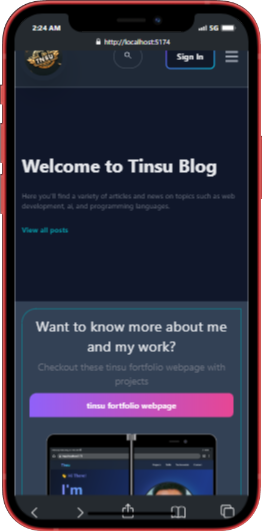 2:24 AM
5G
http://localhost:5174
TINSU
Sign In
Welcome to Tinsu Blog
Here you'll find a variety of articles and news on topics such as web
development, ai, and programming languages.
View all posts
Want to know more about me
and my work?
Checkout these tinsu fortfolio webpage with
projects
tinsu fortfolio webpage
I'm